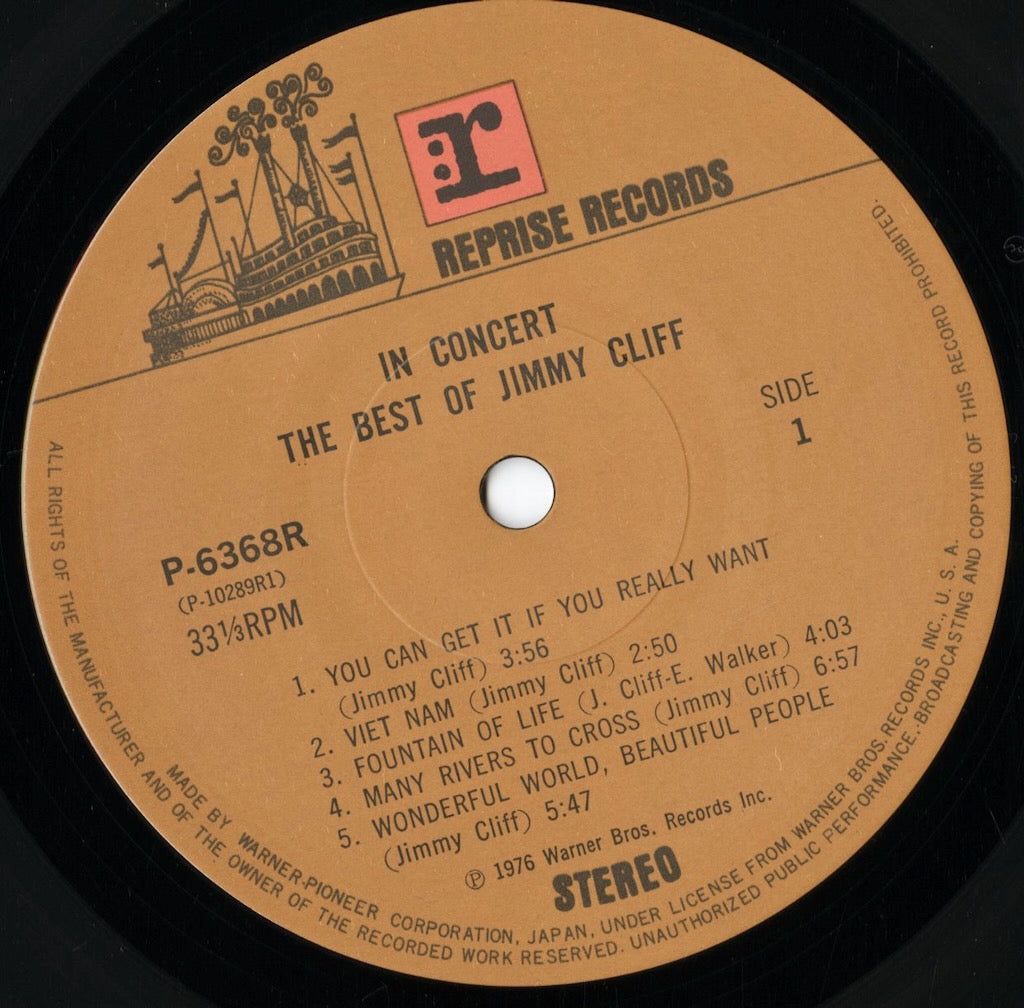 r
REPRISE RECORDS
IN CONCERT
THE BEST OF JIMMY CLIFF
SIDE
1
P-6368R
(P-10289R1)
33⅓RPM
1. YOU CAN GET IT IF YOU REALLY WANT
(Jimmy Cliff) 3:56
2. VIET NAM (Jimmy Cliff) 2:50
3. FOUNTAIN OF LIFE (J. Cliff-E. Walker) 4:03
4. MANY RIVERS TO CROSS (Jimmy Cliff) 6:57
5. WONDERFUL WORLD, BEAUTIFUL PEOPLE
(Jimmy Cliff) 5:47
℗ 1976 Warner Bros. Records Inc.
STEREO
MADE BY WARNER-PIONEER CORPORATION, JAPAN, UNDER LICENSE FROM WARNER BROS. RECORDS INC., U. S. A.
ALL RIGHTS OF THE MANUFACTURER AND OF THE OWNER OF THE RECORDED WORK RESERVED. UNAUTHORIZED PUBLIC PERFORMANCE, BROADCASTING AND COPYING OF THIS RECORD PROHIBITED.